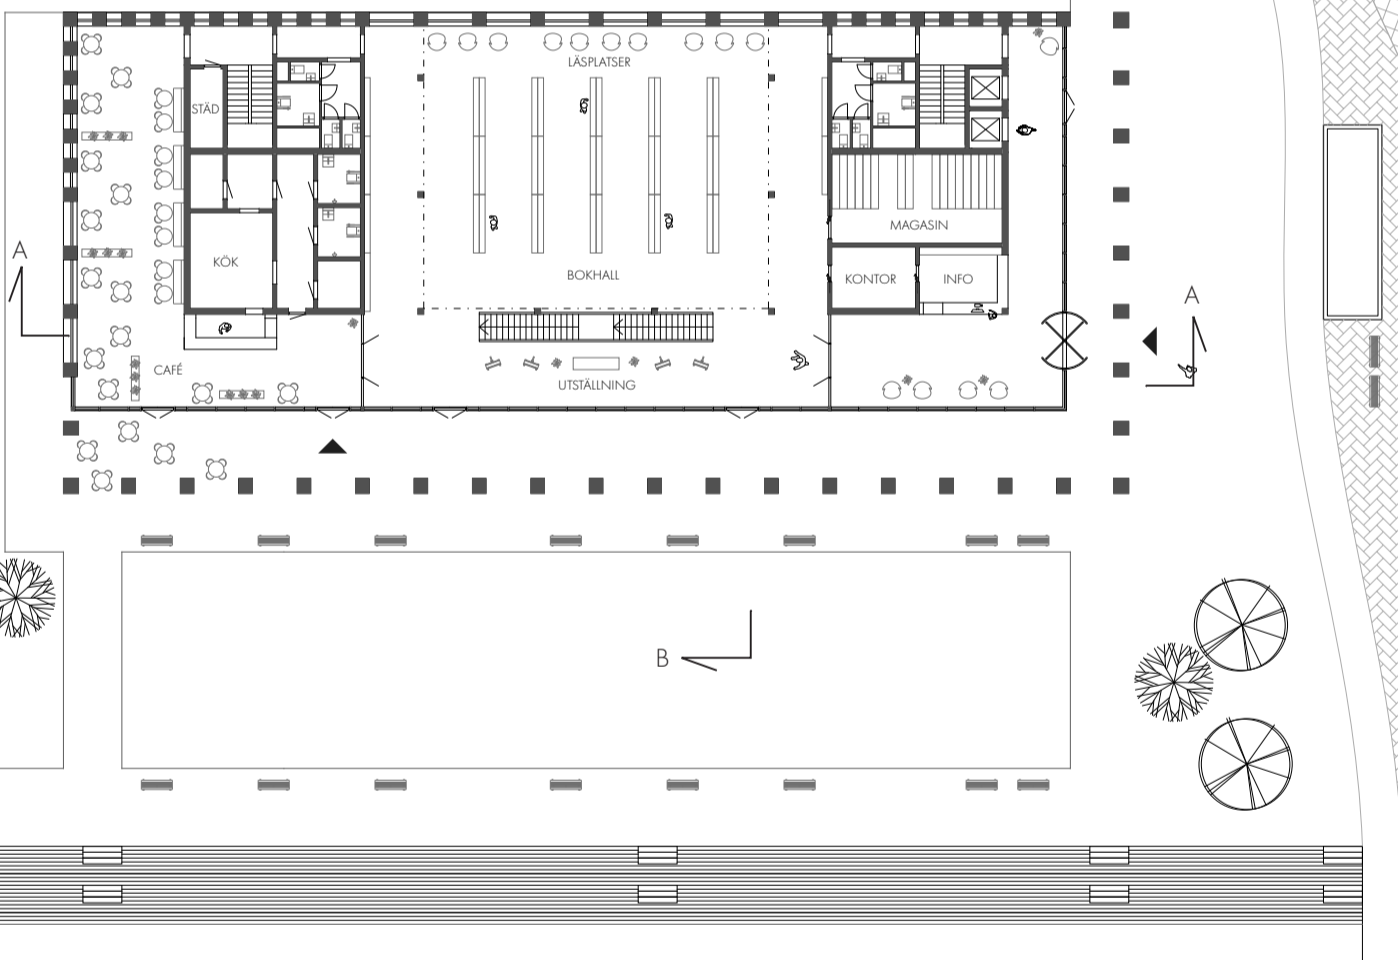 LÄSPLATSER
STÄD
MAGASIN
A
KÖK
BOKHALL
KONTOR
INFO
A
CAFÉ
UTSTÄLLNING
B